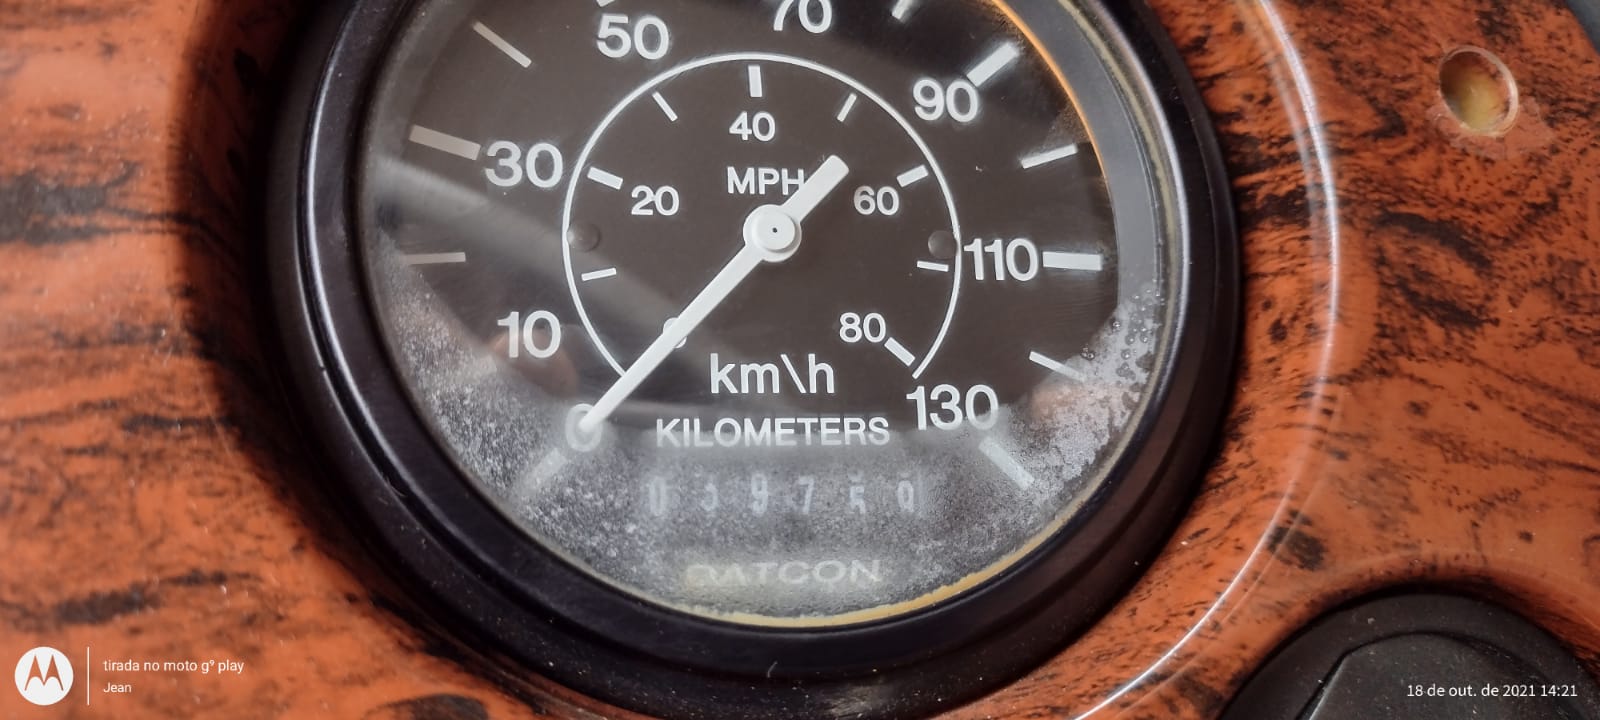 50
70
90
40
30
MPH
20
60
110
10
80
km\h
0
130
KILOMETERS
DATCON
tirada no moto g⁹ play
Jean
18 de out. de 2021 14:21